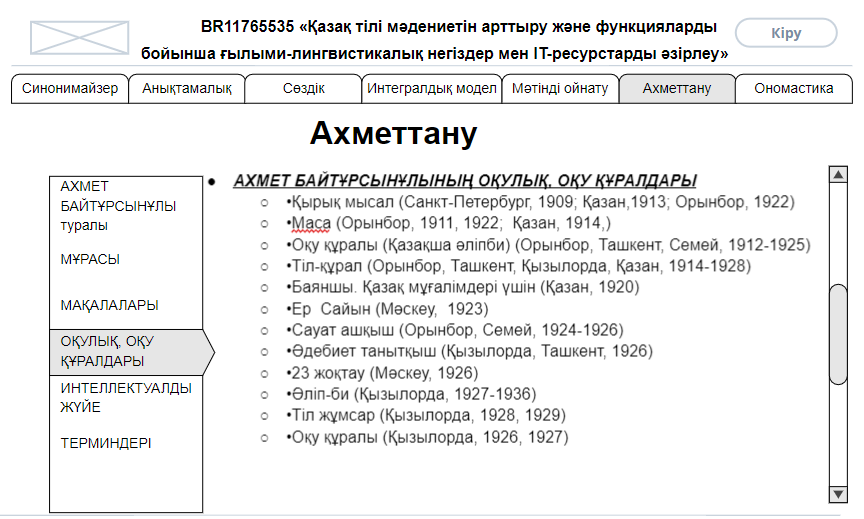 BR11765535 «Қазақ тілі мәдениетін арттыру және функцияларды
бойынша ғылыми-лингвистикалық негіздер мен IT-ресурстарды әзірлеу»
Кіру
Синонимайзер
Анықтамалық
Сөздік
Интегралдық модел
Мәтінді ойнату
Ахметтану
Ономастика
Ахметтану
АХМЕТ
БАЙТҰРСЫНҰЛЫ
туралы
МҰРАСЫ
МАҚАЛАЛАРЫ
ОҚУЛЫҚ, ОҚУ
ҚҰРАЛДАРЫ
ИНТЕЛЛЕКТУАЛДЫ
ЖҮЙЕ
ТЕРМИНДЕРІ
• АХМЕТ БАЙТҰРСЫНҰЛЫНЫҢ ОҚУЛЫҚ, ОҚУ ҚҰРАЛДАРЫ
○ •Қырық мысал (Санкт-Петербург, 1909; Қазан,1913; Орынбор, 1922)
○ •Маса (Орынбор, 1911, 1922; Қазан, 1914,)
○ •Оқу құралы (Қазақша әліпби) (Орынбор, Ташкент, Семей, 1912-1925)
○ •Тіл-құрал (Орынбор, Ташкент, Қызылорда, Қазан, 1914-1928)
○ •Баяншы. Қазақ мұғалімдері үшін (Қазан, 1920)
○ •Ер Сайын (Мәскеу, 1923)
○ •Сауат ашқыш (Орынбор, Семей, 1924-1926)
○ •Әдебиет танытқыш (Қызылорда, Ташкент, 1926)
○ •23 жоқтау (Мәскеу, 1926)
○ •Әліп-би (Қызылорда, 1927-1936)
○ •Тіл жұмсар (Қызылорда, 1928, 1929)
○ •Оқу құралы (Қызылорда, 1926, 1927)